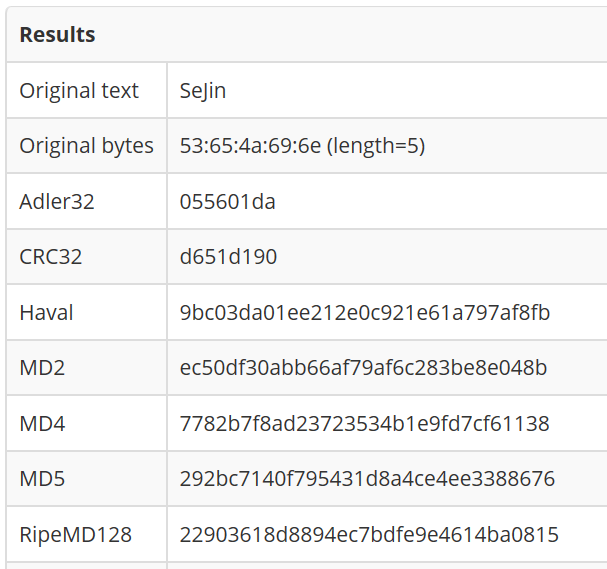 Results
Original text SeJin
Original bytes 53:65:4a:69:6e (length=5)
Adler32 055601da
CRC32 d651d190
Haval 9bc03da01ee212e0c921e61a797af8fb
MD2 ec50df30abb66af79af6c283be8e048b
MD4 7782b7f8ad23723534b1e9fd7cf61138
MD5 292bc7140f795431d8a4ce4ee3388676
RipeMD128 22903618d8894ec7bdfe9e4614ba0815